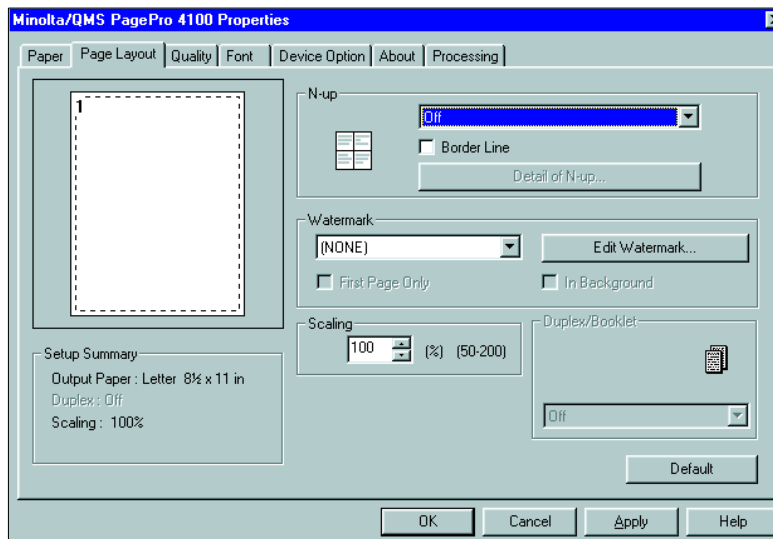 Minolta/QMS PagePro 4100 Properties
Paper Page Layout Quality Font Device Option About Processing
1
N-up
Off
Border Line
Detail of N-up...
Watermark
(NONE)
Edit Watermark...
First Page Only
In Background
Scaling
100 (%) (50-200)
Duplex/Booklet
Off
Setup Summary
Output Paper : Letter 8½ x 11 in
Duplex : Off
Scaling : 100%
Default
OK Cancel Apply Help